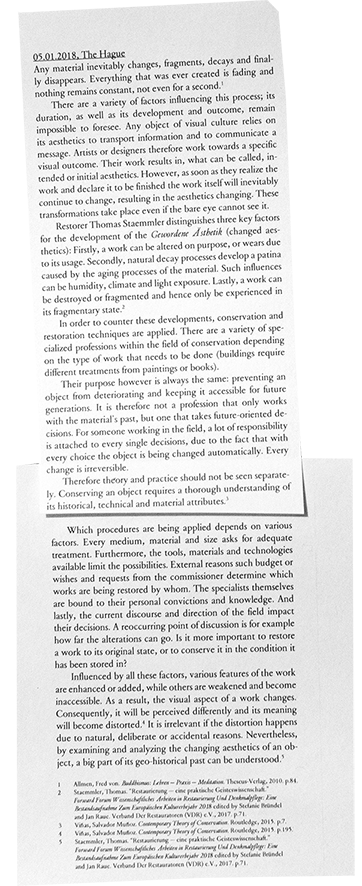 05.01.2018, The Hague
Any material inevitably changes, fragments, decays and final-
ly disappears. Everything that was ever created is fading and
nothing remains constant, not even for a second.¹
There are a variety of factors influencing this process; its
duration, as well as its development and outcome, remain
impossible to foresee. Any object of visual culture relies on
its aesthetics to transport information and to communicate a
message. Artists or designers therefore work towards a specific
visual outcome. Their work results in, what can be called, in-
tended or initial aesthetics. However, as soon as they realize the
work and declare it to be finished the work itself will inevitably
continue to change, resulting in the aesthetics changing. These
transformations take place even if the bare eye cannot see it.
Restorer Thomas Staemmler distinguishes three key factors
for the development of the Gewordene Ästhetik (changed aes-
thetics): Firstly, a work can be altered on purpose, or wears due
to its usage. Secondly, natural decay processes develop a patina
caused by the aging processes of the material. Such influences
can be humidity, climate and light exposure. Lastly, a work can
be destroyed or fragmented and hence only be experienced in
its fragmentary state.²
In order to counter these developments, conservation and
restoration techniques are applied. There are a variety of spe-
cialized professions within the field of conservation depending
on the type of work that needs to be done (buildings require
different treatments from paintings or books).
Their purpose however is always the same: preventing an
object from deteriorating and keeping it accessible for future
generations. It is therefore not a profession that only works
with the material's past, but one that takes future-oriented de-
cisions. For someone working in the field, a lot of responsibility
is attached to every single decisions, due to the fact that with
every choice the object is being changed automatically. Every
change is irreversible.
Therefore theory and practice should not be seen separate-
ly. Conserving an object requires a thorough understanding of
its historical, technical and material attributes.³
Which procedures are being applied depends on various
factors. Every medium, material and size asks for adequate
treatment. Furthermore, the tools, materials and technologies
available limit the possibilities. External reasons such budget or
wishes and requests from the commissioner determine which
works are being restored by whom. The specialists themselves
are bound to their personal convictions and knowledge. And
lastly, the current discourse and direction of the field impact
their decisions. A reoccurring point of discussion is for example
how far the alterations can go. Is it more important to restore
a work to its original state, or to conserve it in the condition it
has been stored in?
Influenced by all these factors, various features of the work
are enhanced or added, while others are weakened and become
inaccessible. As a result, the visual aspect of a work changes.
Consequently, it will be perceived differently and its meaning
will become distorted.⁴ It is irrelevant if the distortion happens
due to natural, deliberate or accidental reasons. Nevertheless,
by examining and analyzing the changing aesthetics of an ob-
ject, a big part of its geo-historical past can be understood.⁵
1 Allmen, Fred von. Buddhismus: Lehren – Praxis – Meditation. Theseus-Verlag, 2010. p.84.
2 Staemmler, Thomas. "Restaurierung – eine praktische Geisteswissenschaft."
Forward Forum Wissenschaftliches Arbeiten in Restaurierung Und Denkmalpflege: Eine
Bestandsaufnahme Zum Europäischen Kulturerbejahr 2018 edited by Stefanie Bründel
and Jan Raue. Verband Der Restauratoren (VDR) e.V., 2017. p.71.
3 Viñas, Salvador Muñoz. Contemporary Theory of Conservation. Routledge, 2015. p.7.
4 Viñas, Salvador Muñoz. Contemporary Theory of Conservation. Routledge, 2015. p.195.
5 Staemmler, Thomas. "Restaurierung – eine praktische Geisteswissenschaft."
Forward Forum Wissenschaftliches Arbeiten in Restaurierung Und Denkmalpflege: Eine
Bestandsaufnahme Zum Europäischen Kulturerbejahr 2018 edited by Stefanie Bründel
and Jan Raue. Verband Der Restauratoren (VDR) e.V., 2017. p.71.